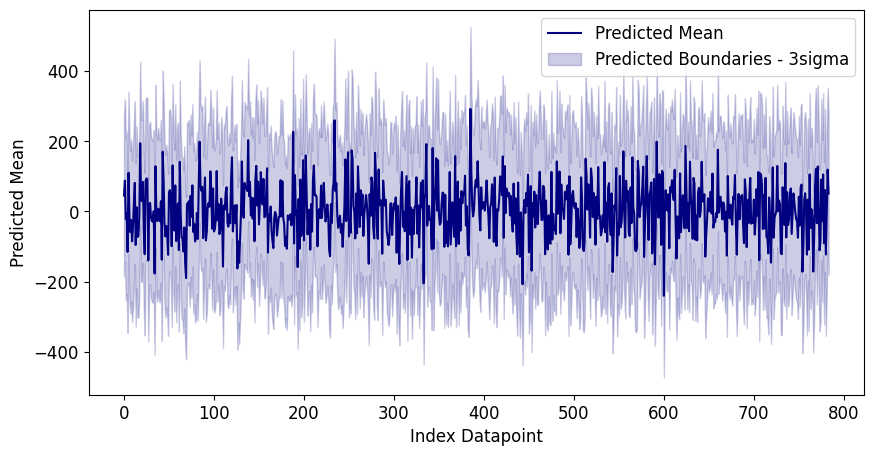 Predicted Mean
Predicted Boundaries - 3sigma
400
200
0
−200
−400
Predicted Mean
0 100 200 300 400 500 600 700 800
Index Datapoint